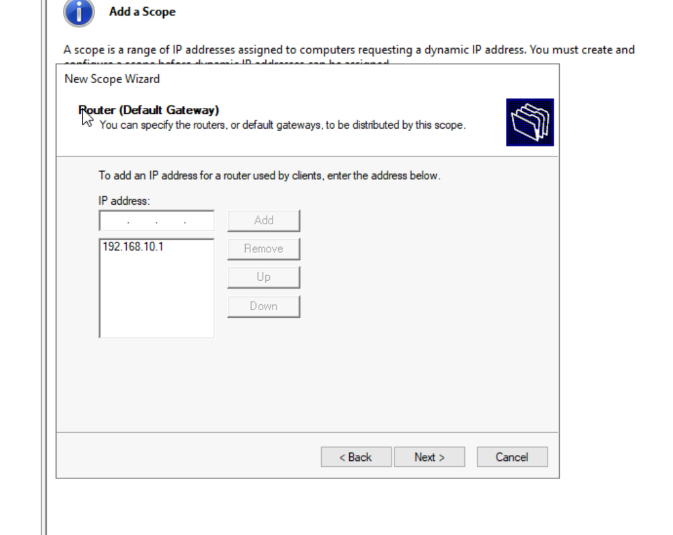 Add a Scope
A scope is a range of IP addresses assigned to computers requesting a dynamic IP address. You must create and
configure a scope before dynamic IP addresses can be assigned.
New Scope Wizard
Router (Default Gateway)
You can specify the routers, or default gateways, to be distributed by this scope.
To add an IP address for a router used by clients, enter the address below.
IP address:
. . .
Add
192.168.10.1
Remove
Up
Down
< Back
Next >
Cancel